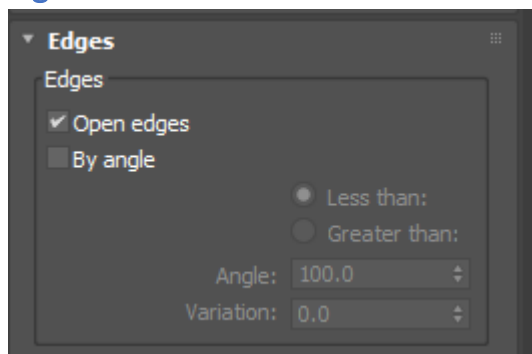 Edges
Edges
Open edges
By angle
Less than:
Greater than:
Angle: 100.0
Variation: 0.0